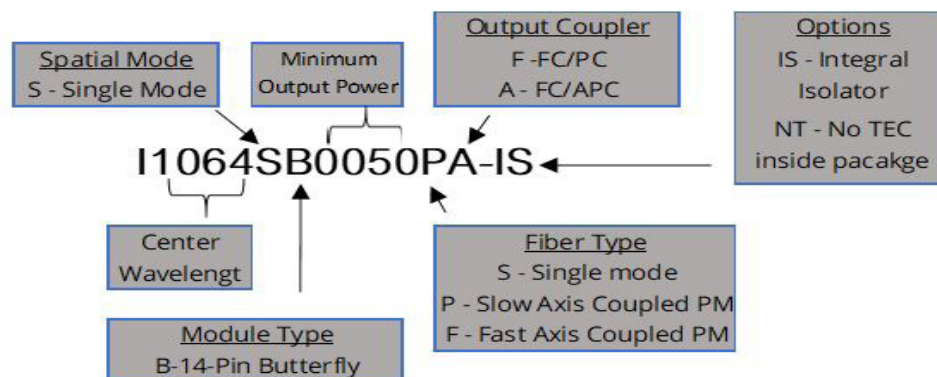 Output Coupler
F -FC/PC
A - FC/APC
Options
IS - Integral
Isolator
NT - No TEC
inside pacakge
Spatial Mode
S - Single Mode
Minimum
Output Power
I1064SB0050PA-IS
Center
Wavelengt
Fiber Type
S - Single mode
P - Slow Axis Coupled PM
F - Fast Axis Coupled PM
Module Type
B-14-Pin Butterfly